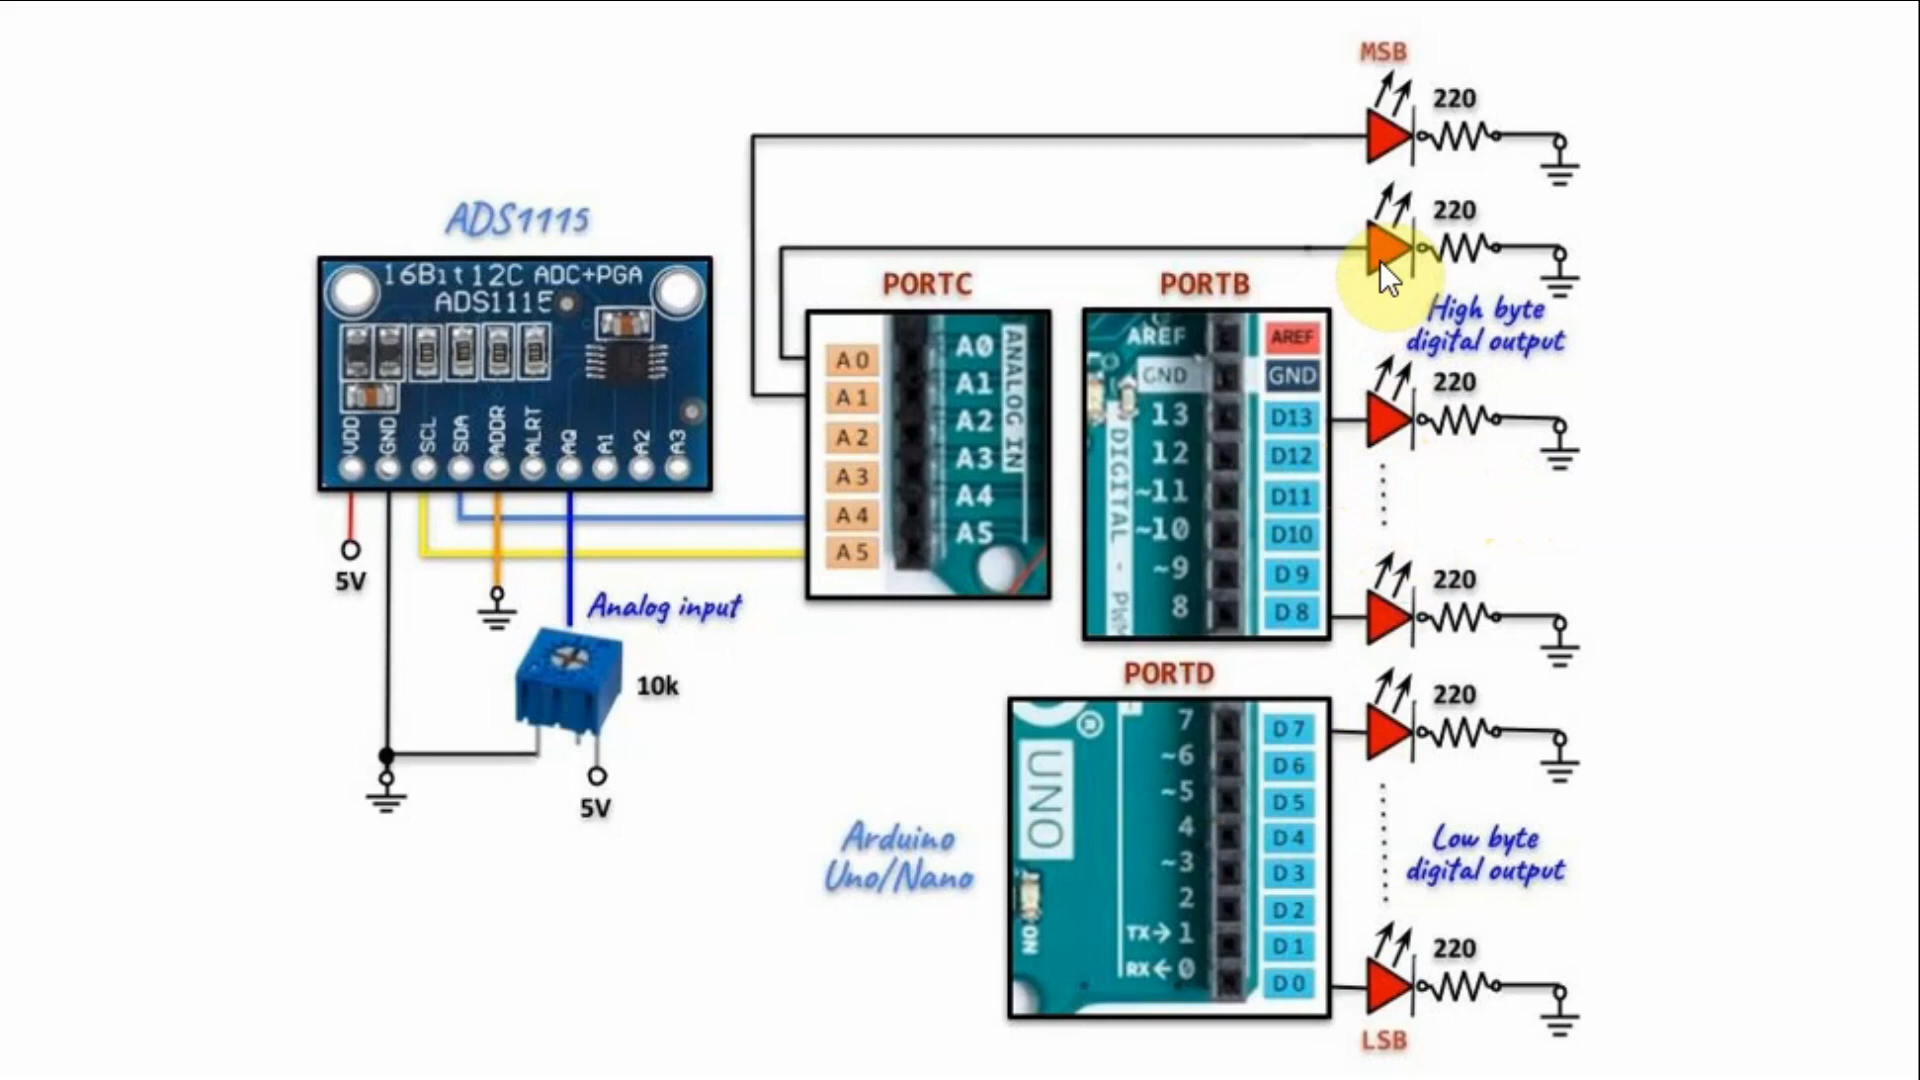 MSB
220
220
High byte
digital output
ADS1115
16Bit I2C ADC+PGA
ADS1115
VDD
GND
SCL
SDA
ADDR
ALRT
A0
A1
A2
A3
5V
Analog input
10k
5V
PORTC
A0
A1
A2
A3
A4
A5
A0
A1
A2
A3
A4
A5
ANALOG IN
PORTB
AREF
GND
13
12
~11
~10
~9
8
DIGITAL - PWM
AREF
GND
D13
D12
D11
D10
D9
D8
220
220
PORTD
UNO
®
ON
7
~6
~5
4
~3
2
TX→1
RX←0
D7
D6
D5
D4
D3
D2
D1
D0
220
Low byte
digital output
220
LSB
Arduino
Uno/Nano